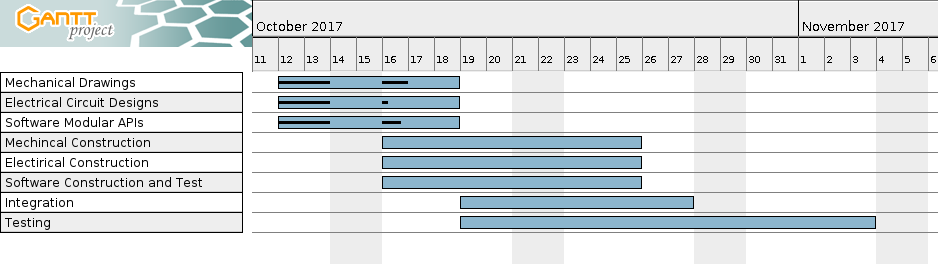 GANTT
project
October 2017
November 2017
11 12 13 14 15 16 17 18 19 20 21 22 23 24 25 26 27 28 29 30 31 1 2 3 4 5 6
Mechanical Drawings
Electrical Circuit Designs
Software Modular APIs
Mechincal Construction
Electirical Construction
Software Construction and Test
Integration
Testing